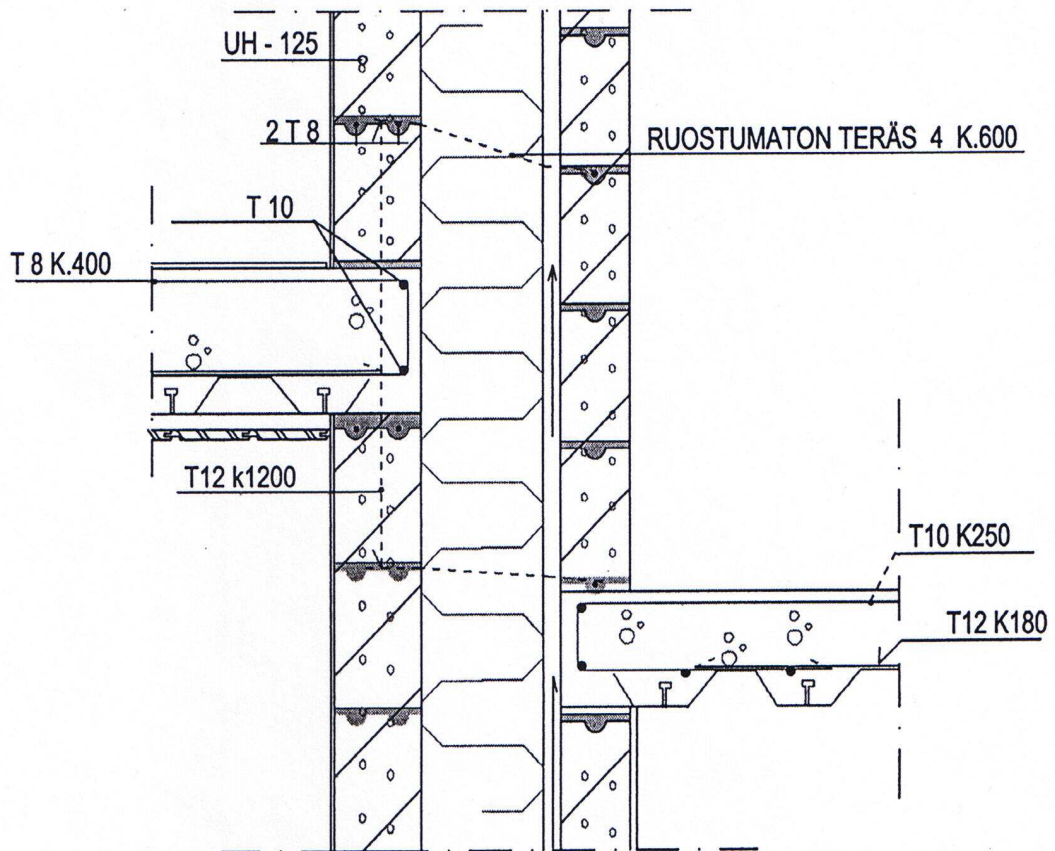 UH - 125
2 T 8
RUOSTUMATON TERÄS 4 K.600
T 10
T 8 K.400
T12 k1200
T10 K250
T12 K180